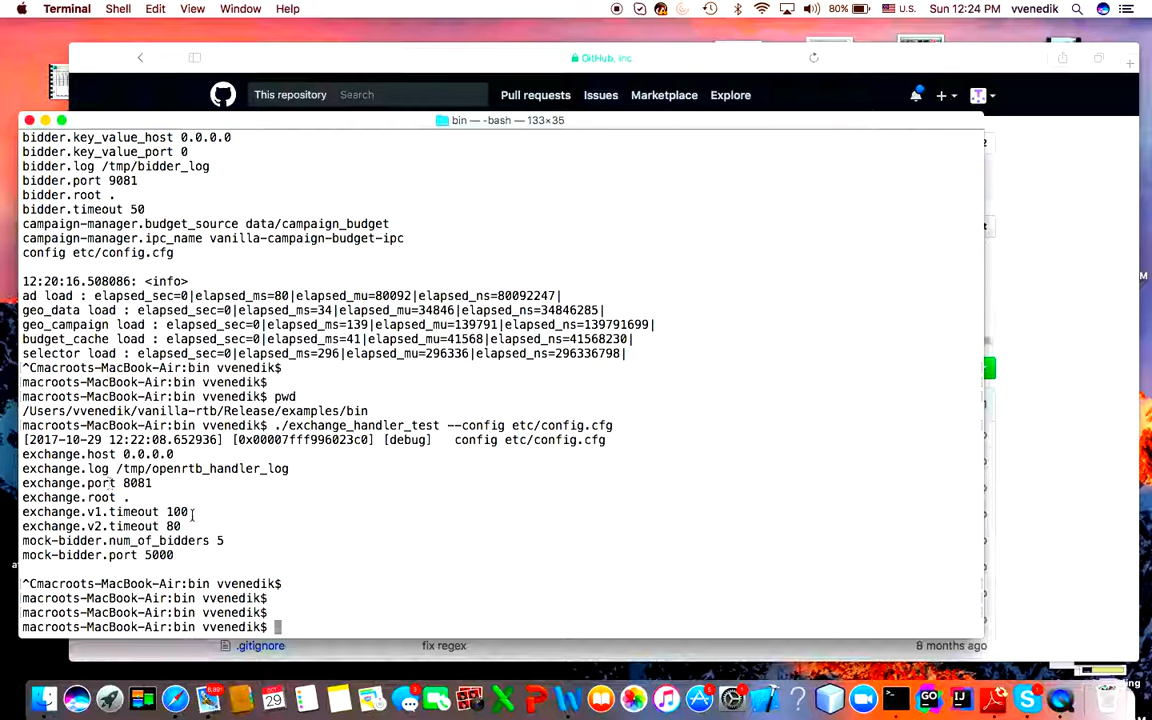 Terminal Shell Edit View Window Help 80% U.S. Sun 12:24 PM vvenedik
GitHub, Inc
This repository Search Pull requests Issues Marketplace Explore
bin — -bash — 133×35
bidder.key_value_host 0.0.0.0
bidder.key_value_port 0
bidder.log /tmp/bidder_log
bidder.port 9081
bidder.root .
bidder.timeout 50
campaign-manager.budget_source data/campaign_budget
campaign-manager.ipc_name vanilla-campaign-budget-ipc
config etc/config.cfg
12:20:16.508086: <info>
ad load : elapsed_sec=0|elapsed_ms=80|elapsed_mu=80092|elapsed_ns=80092247|
geo_data load : elapsed_sec=0|elapsed_ms=34|elapsed_mu=34846|elapsed_ns=34846285|
geo_campaign load : elapsed_sec=0|elapsed_ms=139|elapsed_mu=139791|elapsed_ns=139791699|
budget_cache load : elapsed_sec=0|elapsed_ms=41|elapsed_mu=41568|elapsed_ns=41568230|
selector load : elapsed_sec=0|elapsed_ms=296|elapsed_mu=296336|elapsed_ns=296336798|
^Cmacroots-MacBook-Air:bin vvenedik$
macroots-MacBook-Air:bin vvenedik$
macroots-MacBook-Air:bin vvenedik$ pwd
/Users/vvenedik/vanilla-rtb/Release/examples/bin
macroots-MacBook-Air:bin vvenedik$ ./exchange_handler_test --config etc/config.cfg
[2017-10-29 12:22:08.652936] [0x00007fff996023c0] [debug] config etc/config.cfg
exchange.host 0.0.0.0
exchange.log /tmp/openrtb_handler_log
exchange.port 8081
exchange.root .
exchange.v1.timeout 100
exchange.v2.timeout 80
mock-bidder.num_of_bidders 5
mock-bidder.port 5000
^Cmacroots-MacBook-Air:bin vvenedik$
macroots-MacBook-Air:bin vvenedik$
macroots-MacBook-Air:bin vvenedik$
macroots-MacBook-Air:bin vvenedik$
.gitignore fix regex 8 months ago